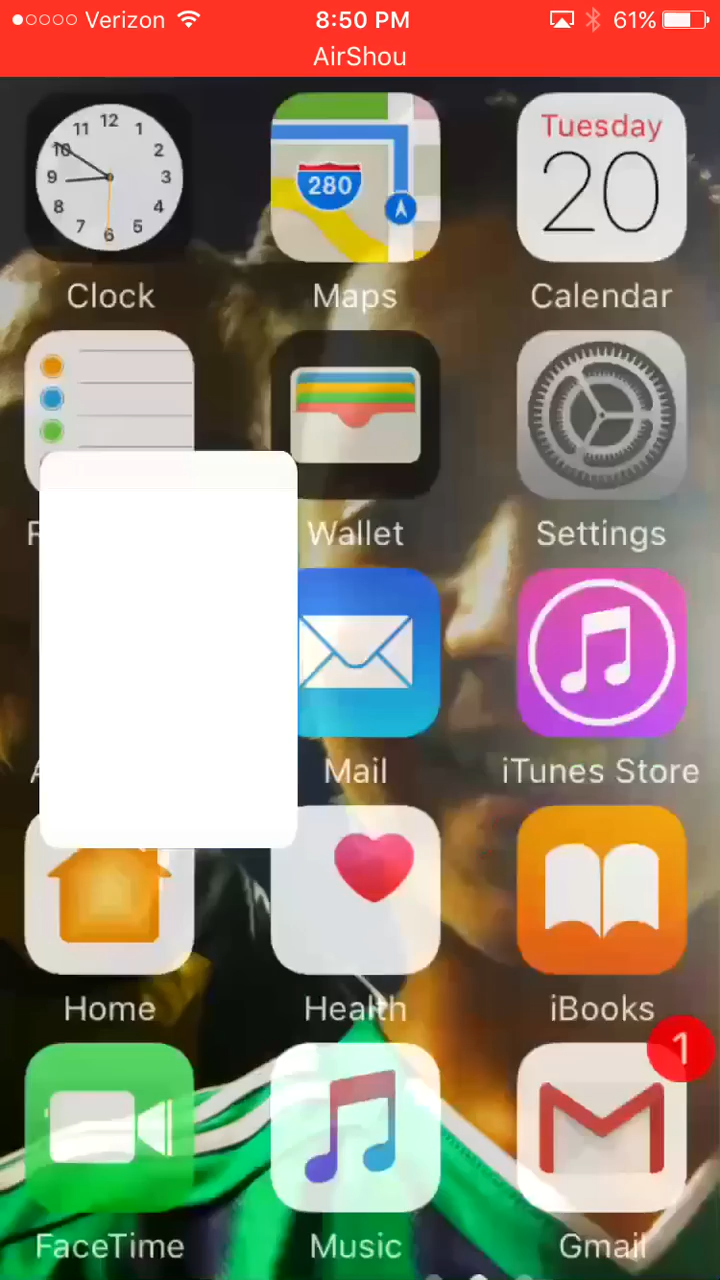 Verizon 8:50 PM 61%
AirShou
12 1 2 3 4 5 6 7 8 9 10 11
280
Tuesday
20
Clock Maps Calendar
Wallet Settings
Mail iTunes Store
Home Health iBooks
1
FaceTime Music Gmail